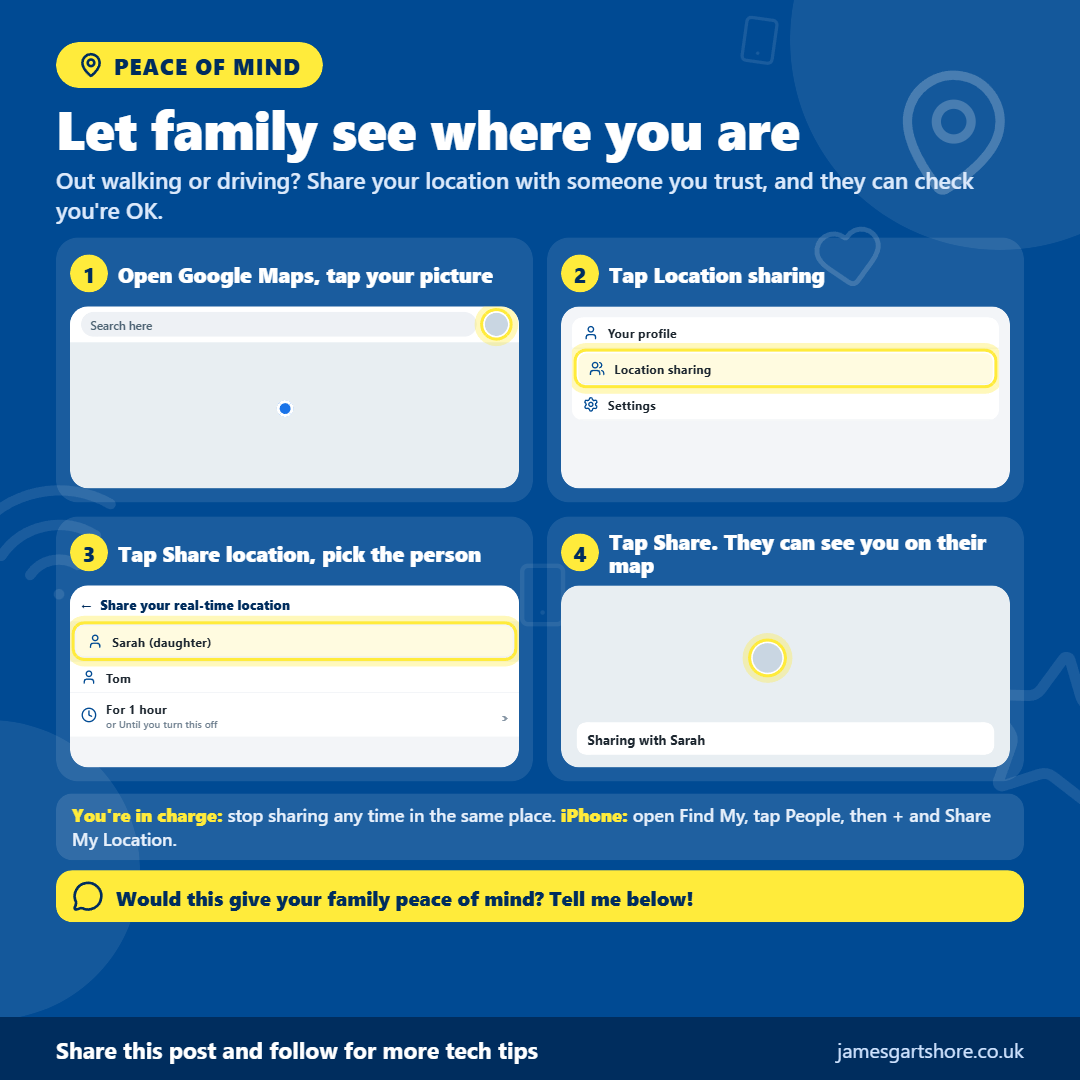 PEACE OF MIND
Let family see where you are
Out walking or driving? Share your location with someone you trust, and they can check
you're OK.
1 Open Google Maps, tap your picture
Search here
2 Tap Location sharing
Your profile
Location sharing
Settings
3 Tap Share location, pick the person
← Share your real-time location
Sarah (daughter)
Tom
For 1 hour
or Until you turn this off
›
4 Tap Share. They can see you on their
map
Sharing with Sarah
You're in charge: stop sharing any time in the same place. iPhone: open Find My, tap People, then + and Share
My Location.
Would this give your family peace of mind? Tell me below!
Share this post and follow for more tech tips
jamesgartshore.co.uk